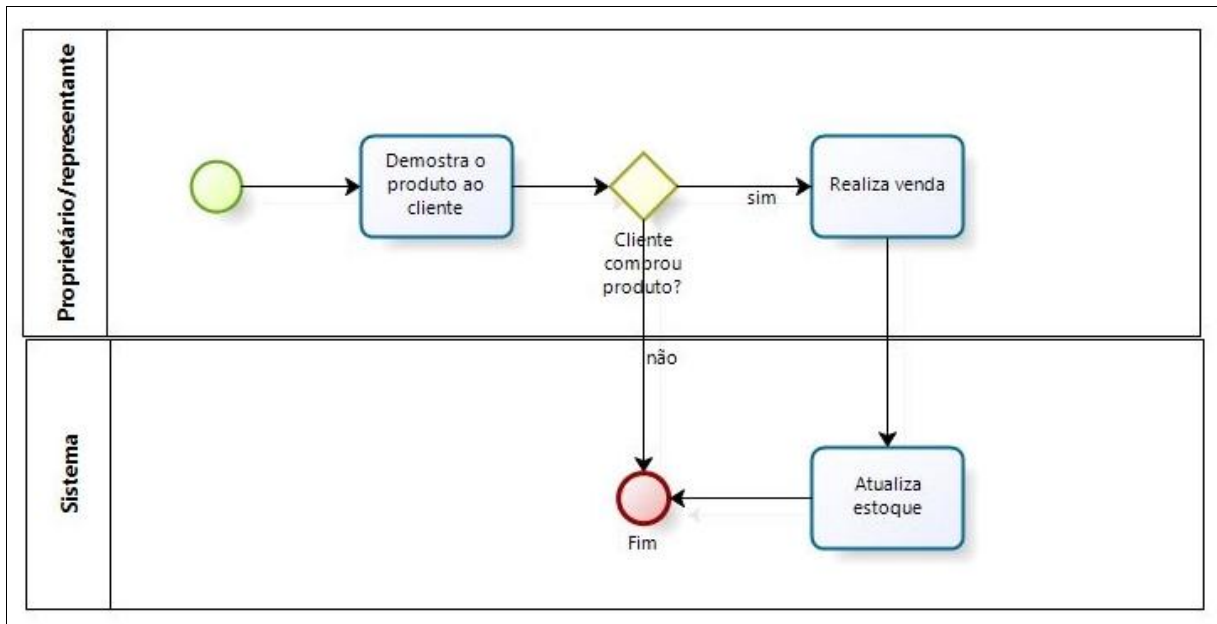 Proprietário/representante
Demostra o
produto ao
cliente
Cliente
comprou
produto?
sim
Realiza venda
não
Sistema
Fim
Atualiza
estoque